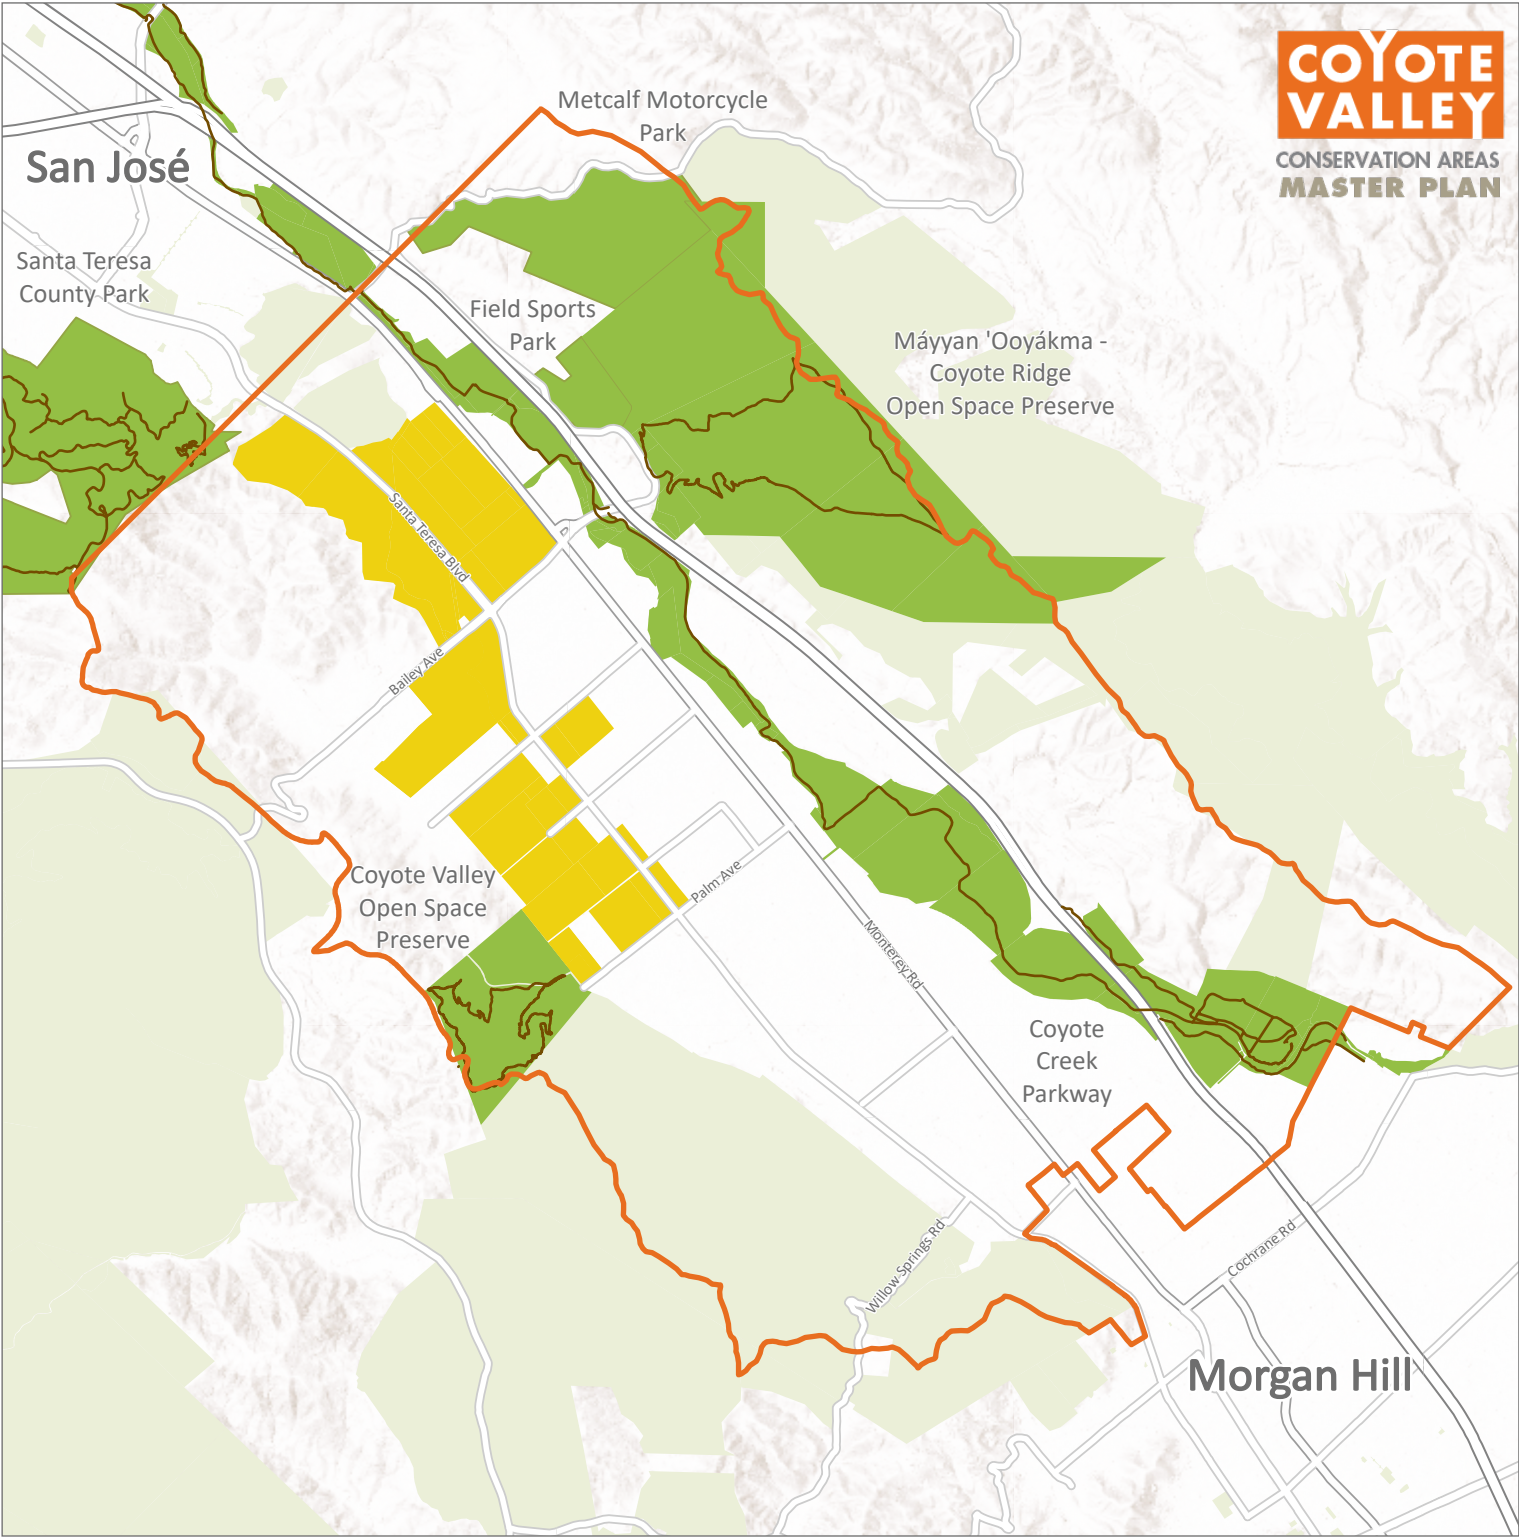 COYOTE
VALLEY
CONSERVATION AREAS
MASTER PLAN
Metcalf Motorcycle
Park
San José
Santa Teresa
County Park
Field Sports
Park
Máyyan 'Ooyákma -
Coyote Ridge
Open Space Preserve
Santa Teresa Blvd
Bailey Ave
Coyote Valley
Open Space
Preserve
Palm Ave
Monterey Rd
Coyote
Creek
Parkway
Willow Springs Rd
Cochrane Rd
Morgan Hill